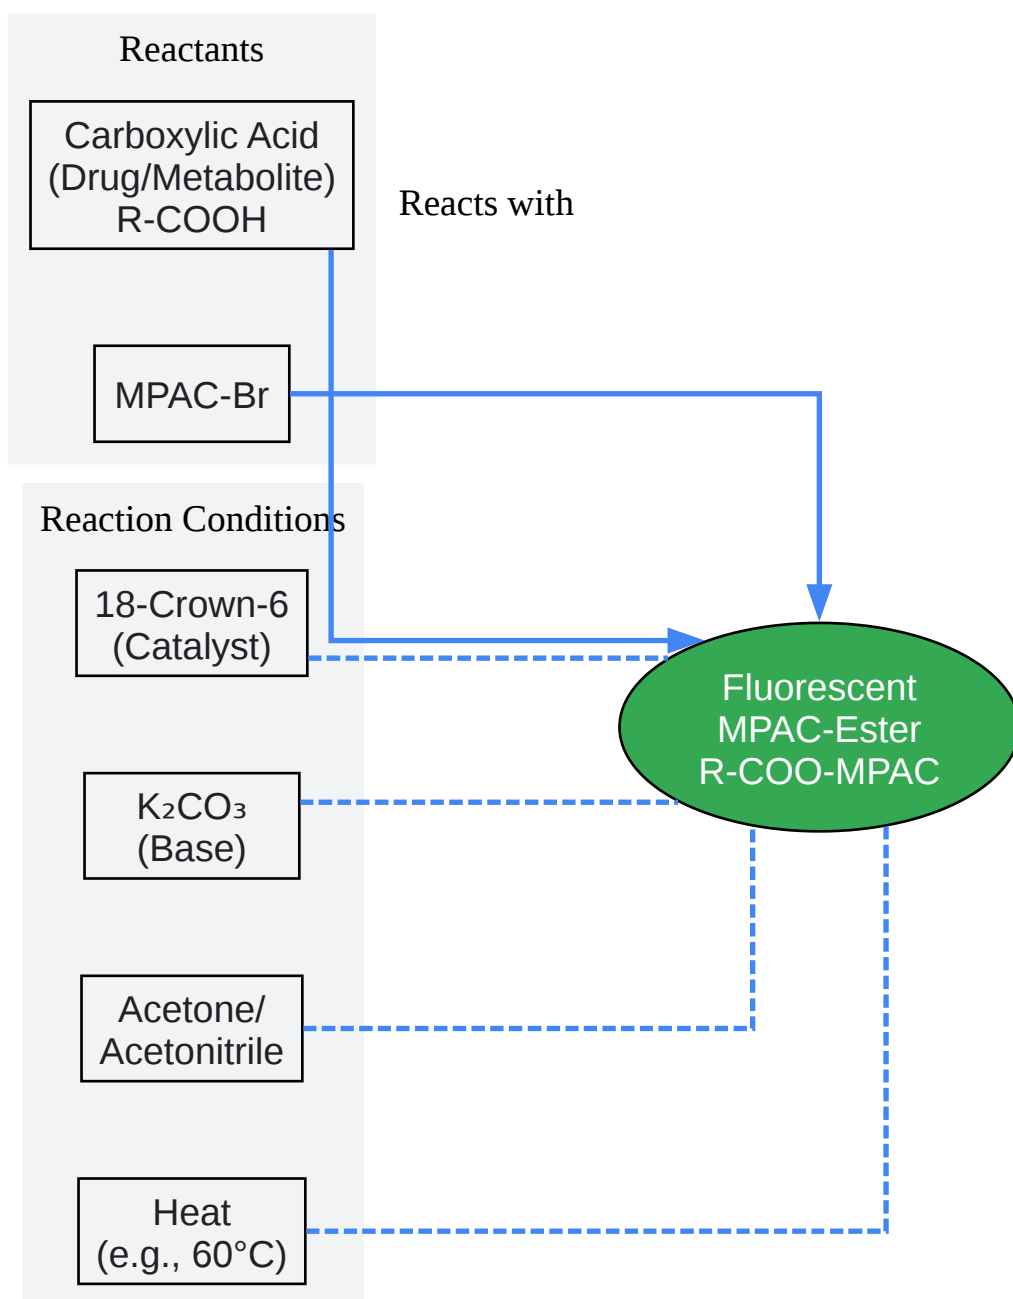 Reactants
Carboxylic Acid
(Drug/Metabolite)
R-COOH
Reacts with
MPAC-Br
Reaction Conditions
18-Crown-6
(Catalyst)
Fluorescent
MPAC-Ester
R-COO-MPAC
K₂CO₃
(Base)
Acetone/
Acetonitrile
Heat
(e.g., 60°C)